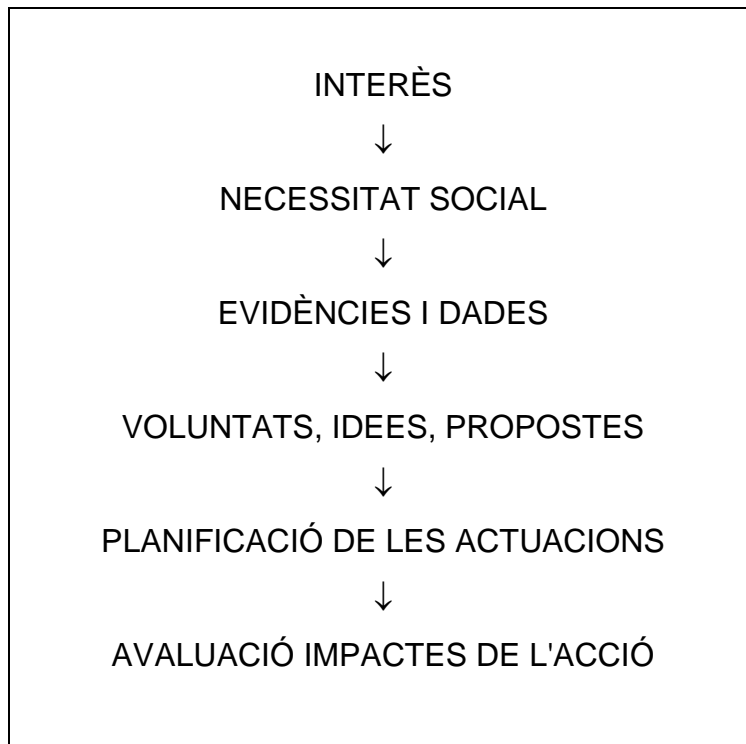 INTERÈS
↓
NECESSITAT SOCIAL
↓
EVIDÈNCIES I DADES
↓
VOLUNTATS, IDEES, PROPOSTES
↓
PLANIFICACIÓ DE LES ACTUACIONS
↓
AVALUACIÓ IMPACTES DE L'ACCIÓ